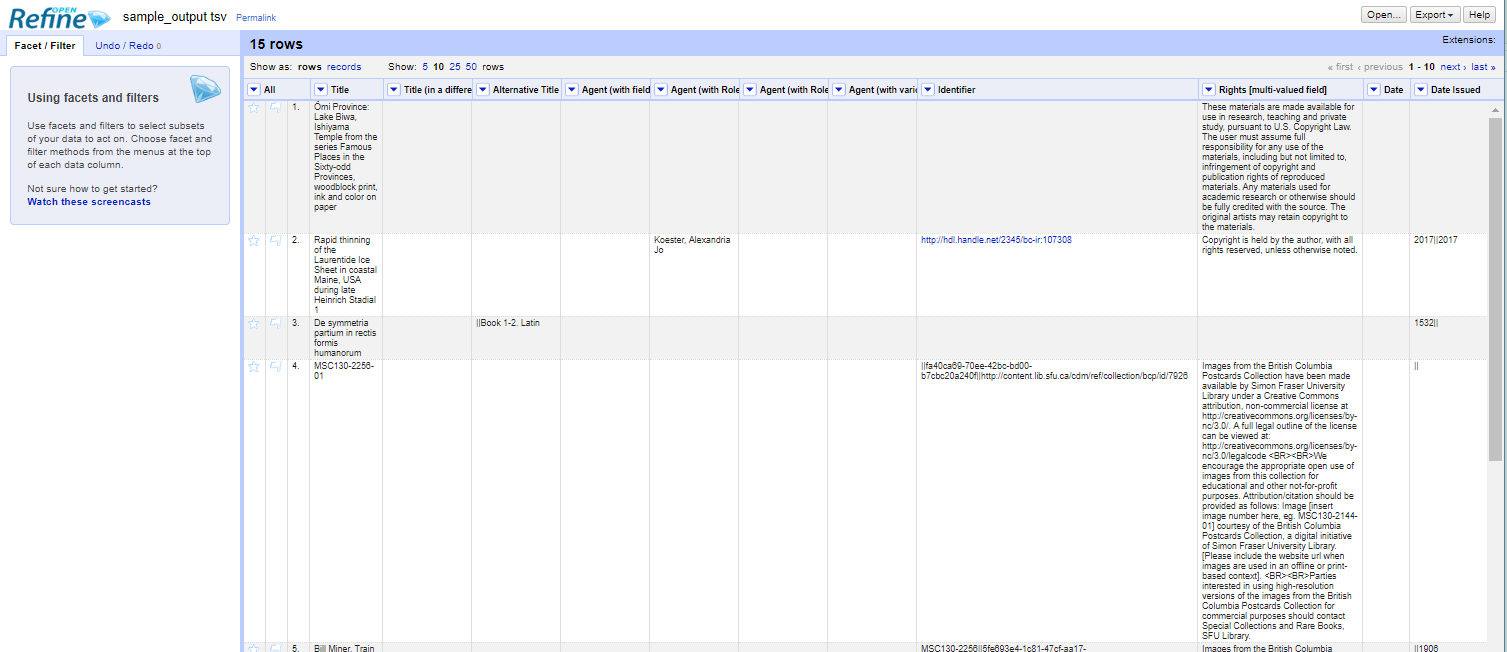 OPEN
Refine sample_output tsv Permalink
Open... Export Help
Facet / Filter Undo / Redo 0
15 rows
Extensions:
Using facets and filters
Use facets and filters to select subsets
of your data to act on. Choose facet and
filter methods from the menus at the top
of each data column.
Not sure how to get started?
Watch these screencasts
Show as: rows records Show: 5 10 25 50 rows
« first ‹ previous 1 - 10 next › last »
All Title Title (in a differe Alternative Title Agent (with field Agent (with Role Agent (with Role Agent (with vari Identifier Rights [multi-valued field] Date Date Issued
1.
Ōmi Province:
Lake Biwa,
Ishiyama
Temple from the
series Famous
Places in the
Sixty-odd
Provinces,
woodblock print,
ink and color on
paper
These materials are made available for
use in research, teaching and private
study, pursuant to U.S. Copyright Law.
The user must assume full
responsibility for any use of the
materials, including but not limited to,
infringement of copyright and
publication rights of reproduced
materials. Any materials used for
academic research or otherwise should
be fully credited with the source. The
original artists may retain copyright to
the materials.
2.
Rapid thinning
of the
Laurentide Ice
Sheet in coastal
Maine, USA
during late
Heinrich Stadial
1
Koester, Alexandria
Jo
http://hdl.handle.net/2345/bc-ir:107308
Copyright is held by the author, with all
rights reserved, unless otherwise noted.
2017||2017
3.
De symmetria
partium in rectis
formis
humanorum
||Book 1-2. Latin
1532||
4.
MSC130-2256-
01
||fa40ca69-70ee-42bc-bd00-
b7cbc20a240f||http://content.lib.sfu.ca/cdm/ref/collection/bcp/id/7926
Images from the British Columbia
Postcards Collection have been made
available by Simon Fraser University
Library under a Creative Commons
attribution, non-commercial license at
http://creativecommons.org/licenses/by-
nc/3.0/. A full legal outline of the license
can be viewed at:
http://creativecommons.org/licenses/by-
nc/3.0/legalcode <BR><BR>We
encourage the appropriate open use of
images from this collection for
educational and other not-for-profit
purposes. Attribution/citation should be
provided as follows: Image [insert
image number here, eg. MSC130-2144-
01] courtesy of the British Columbia
Postcards Collection, a digital initiative
of Simon Fraser University Library.
[Please include the website url when
images are used in an offline or print-
based context]. <BR><BR>Parties
interested in using high-resolution
versions of the images from the British
Columbia Postcards Collection for
commercial purposes should contact
Special Collections and Rare Books,
SFU Library.
||
5.
Bill Miner, Train
MSC130-2256||5fe693e4-1c81-47cf-aa17-
Images from the British Columbia
||1906